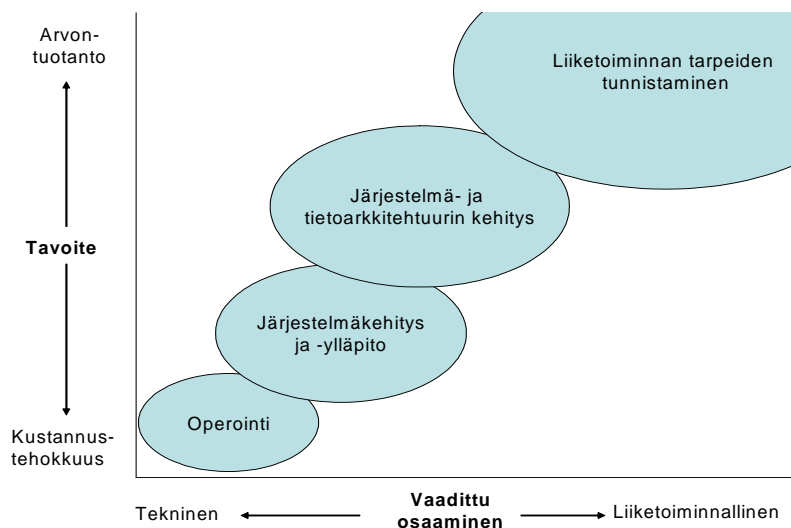 Arvon-
tuotanto
Liiketoiminnan tarpeiden
tunnistaminen
Järjestelmä- ja
tietoarkkitehtuurin kehitys
Tavoite
Järjestelmäkehitys
ja -ylläpito
Operointi
Kustannus-
tehokkuus
Tekninen
Vaadittu
osaaminen
Liiketoiminnallinen